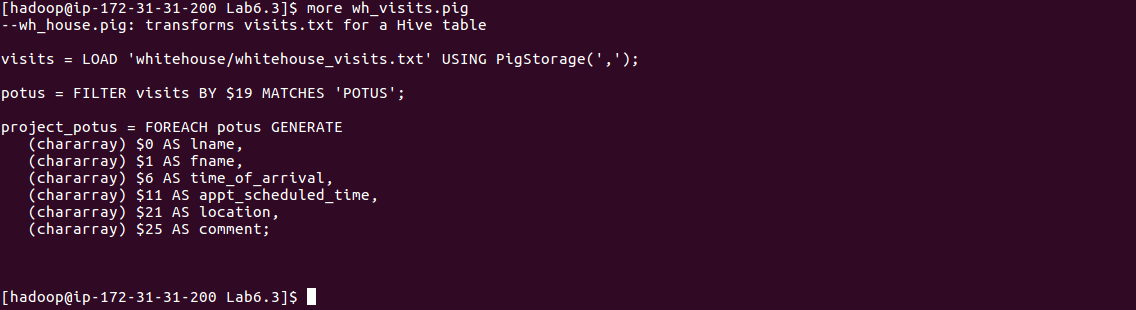 [hadoop@ip-172-31-31-200 Lab6.3]$ more wh_visits.pig
--wh_house.pig: transforms visits.txt for a Hive table
visits = LOAD 'whitehouse/whitehouse_visits.txt' USING PigStorage(',');
potus = FILTER visits BY $19 MATCHES 'POTUS';
project_potus = FOREACH potus GENERATE
(chararray) $0 AS lname,
(chararray) $1 AS fname,
(chararray) $6 AS time_of_arrival,
(chararray) $11 AS appt_scheduled_time,
(chararray) $21 AS location,
(chararray) $25 AS comment;
[hadoop@ip-172-31-31-200 Lab6.3]$